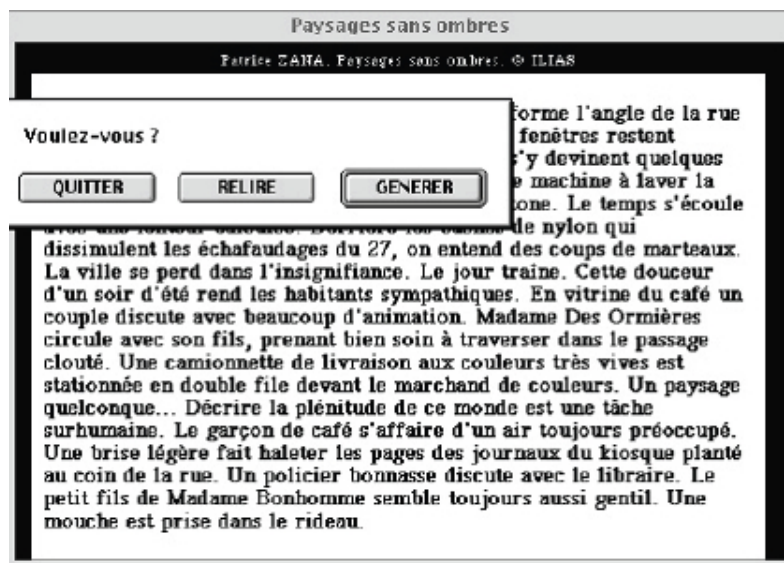 Paysages sans ombres
Patrice ZANA. Paysages sans ombres. © ILIAS
forme l'angle de la rue
Voulez-vous ?
fenêtres restent
s'y devinent quelques
QUITTER RELIRE GENERER
machine à laver la
Le temps s'écoule
de nylon qui
dissimulent les échafaudages du 27, on entend des coups de marteaux.
La ville se perd dans l'insignifiance. Le jour traine. Cette douceur
d'un soir d'été rend les habitants sympathiques. En vitrine du café un
couple discute avec beaucoup d'animation. Madame Des Ormières
circule avec son fils, prenant bien soin à traverser dans le passage
clouté. Une camionnette de livraison aux couleurs très vives est
stationnée en double file devant le marchand de couleurs. Un paysage
quelconque... Décrire la plénitude de ce monde est une tâche
surhumaine. Le garçon de café s'affaire d'un air toujours préoccupé.
Une brise légère fait haleter les pages des journaux du kiosque planté
au coin de la rue. Un policier bonnasse discute avec le libraire. Le
petit fils de Madame Bonhomme semble toujours aussi gentil. Une
mouche est prise dans le rideau.